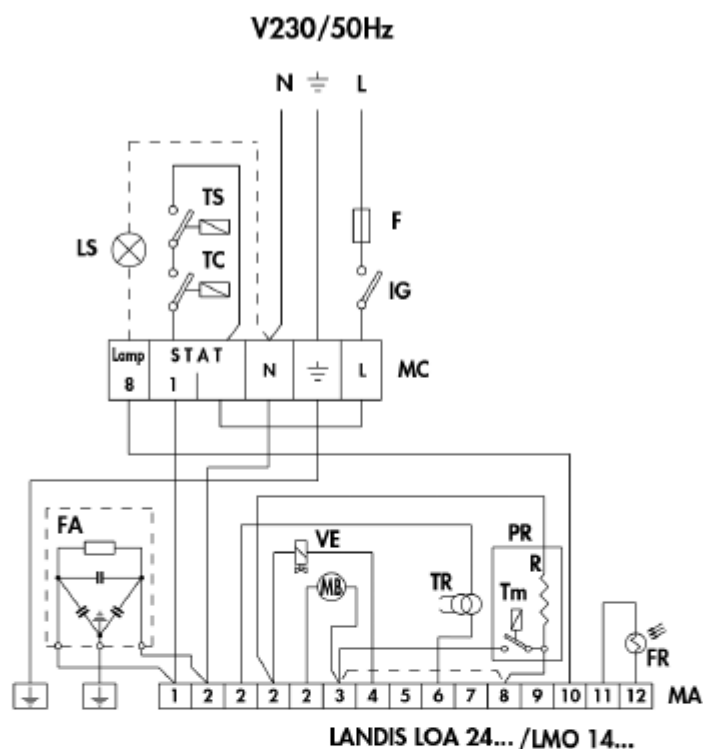 V230/50Hz
N L
TS
F
LS
TC
IG
Lamp STAT
8 1 N L MC
FA
VE
PR
R
MB
TR
Tm
FR
1 2 2 2 2 3 4 5 6 7 8 9 10 11 12 MA
LANDIS LOA 24... /LMO 14...